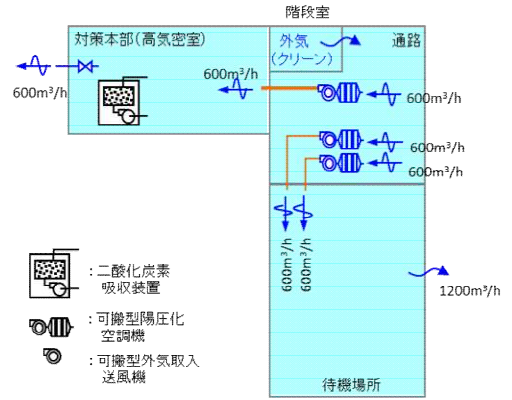 階段室
対策本部(高気密室)
外気
(クリーン)
通路
600m³/h
600m³/h
600m³/h
600m³/h
600m³/h
600m³/h
600m³/h
1200m³/h
:二酸化炭素
吸収装置
:可搬型陽圧化
空調機
:可搬型外気取入
送風機
待機場所